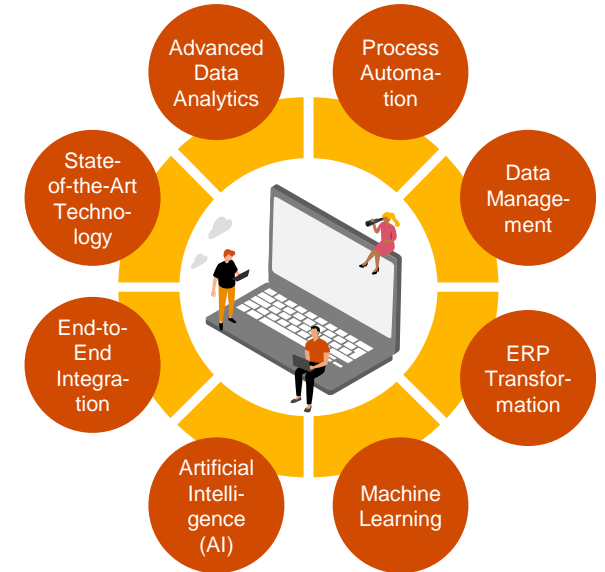 Advanced
Data
Analytics
Process
Automa-
tion
Data
Manage-
ment
ERP
Transfor-
mation
Machine
Learning
Artificial
Intelli-
gence
(AI)
End-to-
End
Integra-
tion
State-
of-the-Art
Techno-
logy